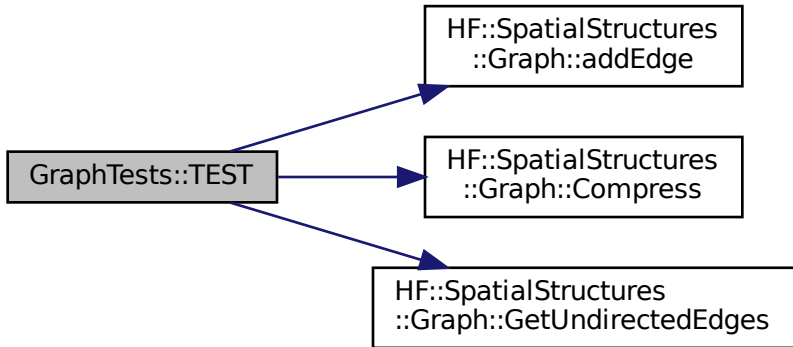 HF::SpatialStructures
::Graph::addEdge
GraphTests::TEST
HF::SpatialStructures
::Graph::Compress
HF::SpatialStructures
::Graph::GetUndirectedEdges